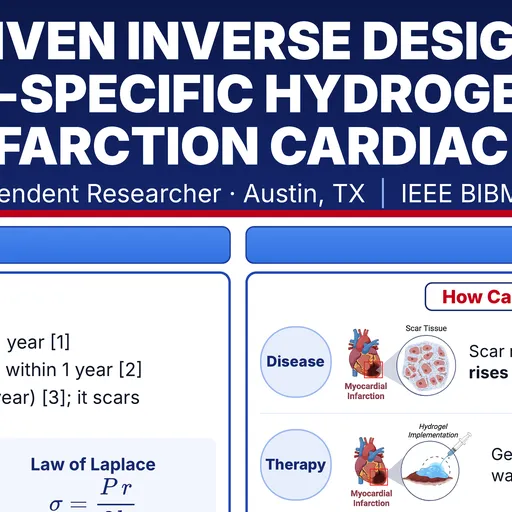 IVEN INVERSE DESIG
-SPECIFIC HYDROGE
FARCTION CARDIAC
endent Researcher · Austin, TX | IEEE BIBM
year [1]
within 1 year [2]
year) [3]; it scars
Law of Laplace
σ = P r
How Ca
Disease
Scar Tissue
Myocardial
Infarction
Scar
rises
Therapy
Hydrogel
Implementation
Myocardial
Infarction
Ge
wa